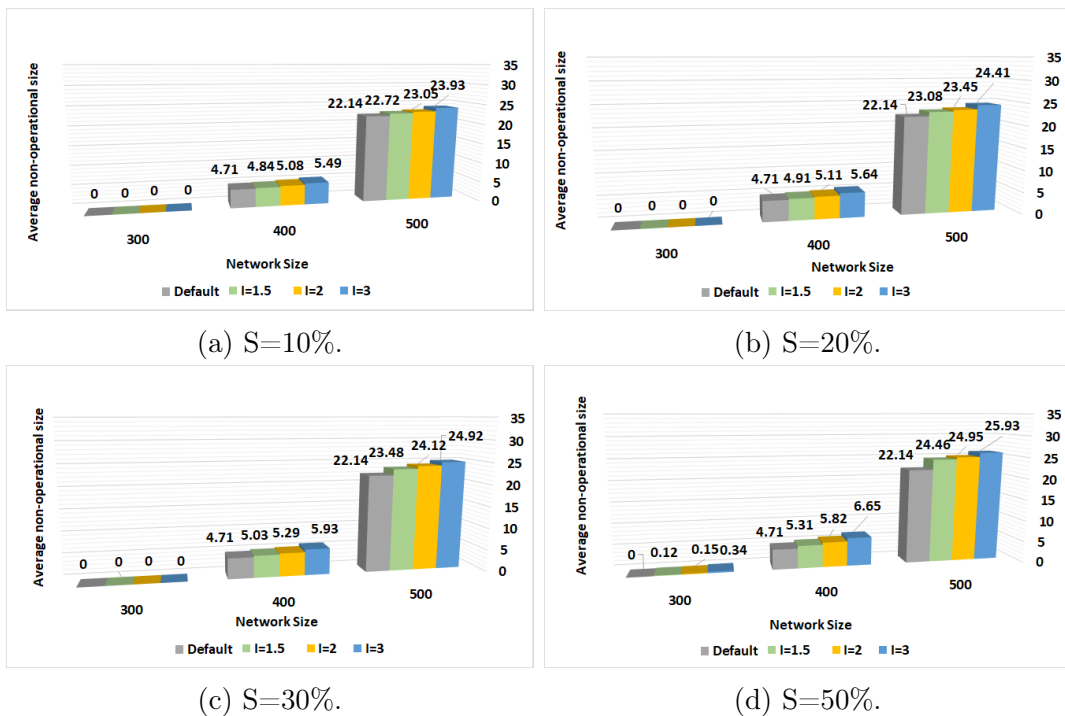 Average non-operational size
35
30
25
20
15
10
5
0
0 0 0 0
4.71 4.84 5.08 5.49
22.14 22.72 23.05 23.93
300 400 500
Network Size
Default I=1.5 I=2 I=3
(a) S=10%.
Average non-operational size
35
30
25
20
15
10
5
0
0 0 0 0
4.71 4.91 5.11 5.64
22.14 23.08 23.45 24.41
300 400 500
Network Size
Default I=1.5 I=2 I=3
(b) S=20%.
Average non-operational size
35
30
25
20
15
10
5
0
0 0 0 0
4.71 5.03 5.29 5.93
22.14 23.48 24.12 24.92
300 400 500
Network Size
Default I=1.5 I=2 I=3
(c) S=30%.
Average non-operational size
35
30
25
20
15
10
5
0
0 0.12 0.15 0.34
4.71 5.31 5.82 6.65
22.14 24.46 24.95 25.93
300 400 500
Network Size
Default I=1.5 I=2 I=3
(d) S=50%.